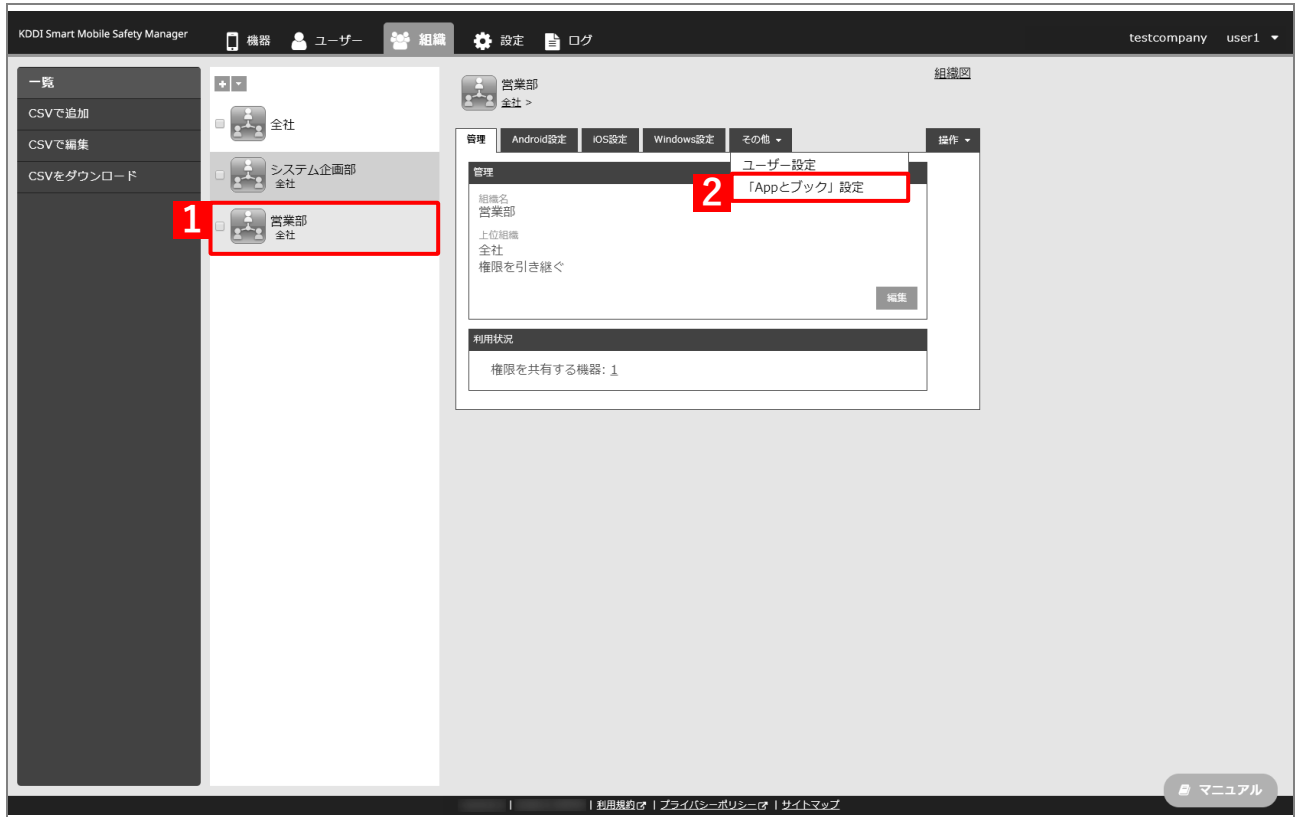 KDDI Smart Mobile Safety Manager
機器
ユーザー
組織
設定
ログ
testcompany
user1
一覧
CSVで追加
CSVで編集
CSVをダウンロード
全社
システム企画部
全社
1
営業部
全社
営業部
全社 >
組織図
管理
Android設定
iOS設定
Windows設定
その他
操作
ユーザー設定
2
「Appとブック」設定
管理
組織名
営業部
上位組織
全社
権限を引き継ぐ
編集
利用状況
権限を共有する機器: 1
マニュアル
| | 利用規約 | プライバシーポリシー | サイトマップ